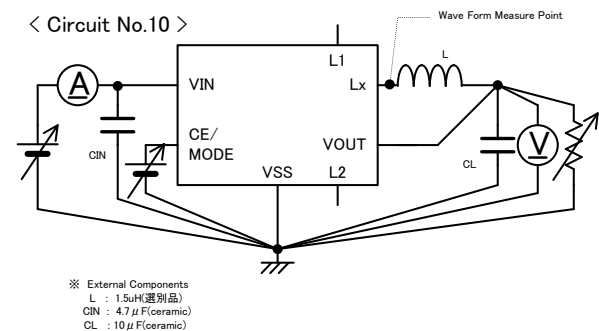 < Circuit No.10 >
Wave Form Measure Point
L1
L
A
VIN
Lx
CE/
MODE
VOUT
V
CIN
CL
VSS
L2
※ External Components
L : 1.5uH(選別品)
CIN : 4.7μF(ceramic)
CL : 10μF(ceramic)